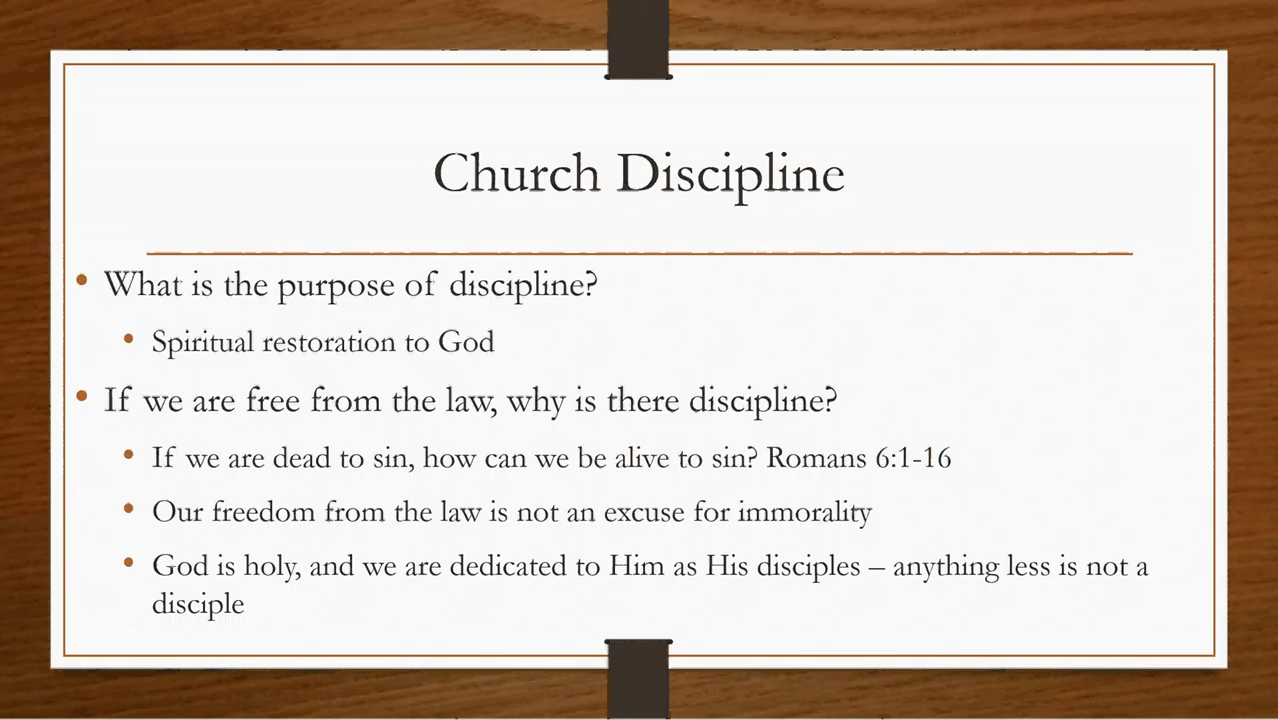 Church Discipline
• What is the purpose of discipline?
• Spiritual restoration to God
• If we are free from the law, why is there discipline?
• If we are dead to sin, how can we be alive to sin? Romans 6:1-16
• Our freedom from the law is not an excuse for immorality
• God is holy, and we are dedicated to Him as His disciples – anything less is not a
disciple